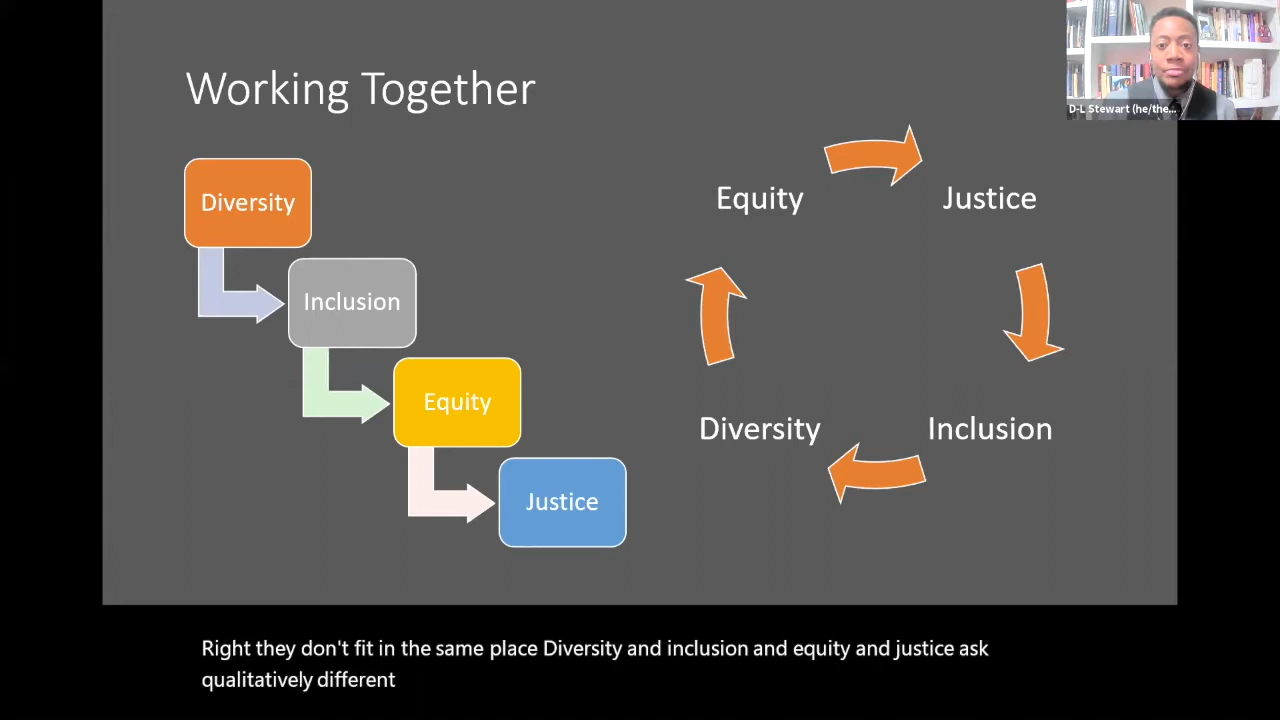 Working Together
Diversity
Inclusion
Equity
Justice
Equity
Justice
Inclusion
Diversity
D-L Stewart (he/the...
Right they don't fit in the same place Diversity and inclusion and equity and justice ask
qualitatively different